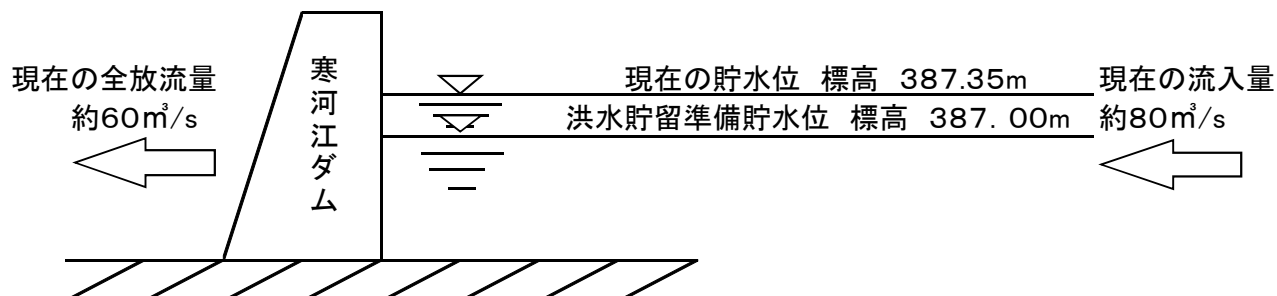 現在の全放流量
約60㎥/s
寒河江ダム
現在の貯水位 標高 387.35m
洪水貯留準備貯水位 標高 387.00m
現在の流入量
約80㎥/s